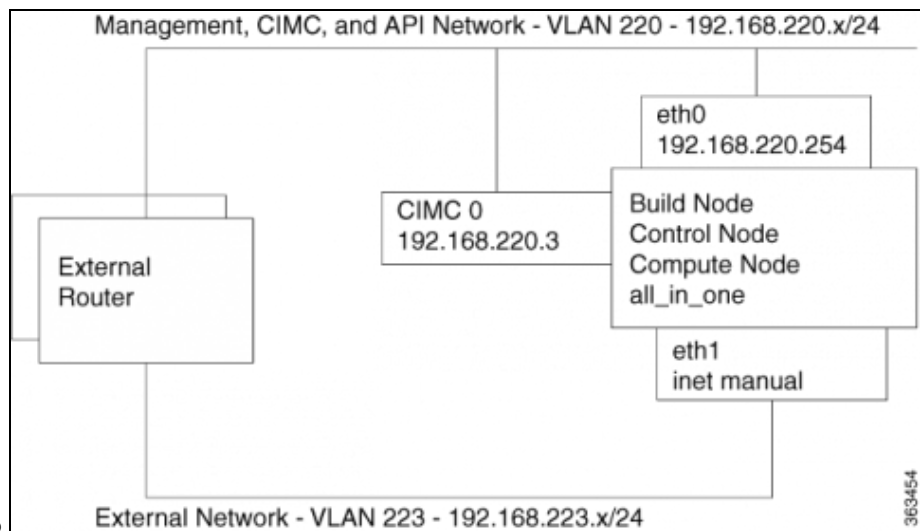 Management, CIMC, and API Network - VLAN 220 - 192.168.220.x/24
eth0
192.168.220.254
CIMC 0
192.168.220.3
Build Node
Control Node
Compute Node
all_in_one
External
Router
eth1
inet manual
External Network - VLAN 223 - 192.168.223.x/24
363454